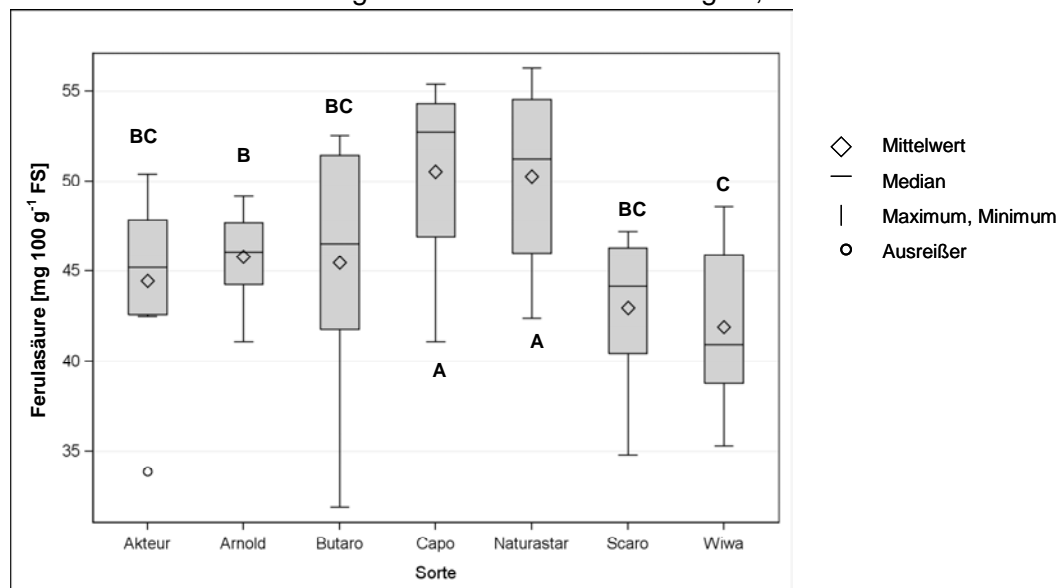 Ferulasäure [mg 100 g⁻¹ FS]
55
50
45
40
35
BC
B
BC
A
A
BC
C
Akteur Arnold Butaro Capo Naturastar Scaro Wiwa
Sorte
Mittelwert
Median
Maximum, Minimum
Ausreißer